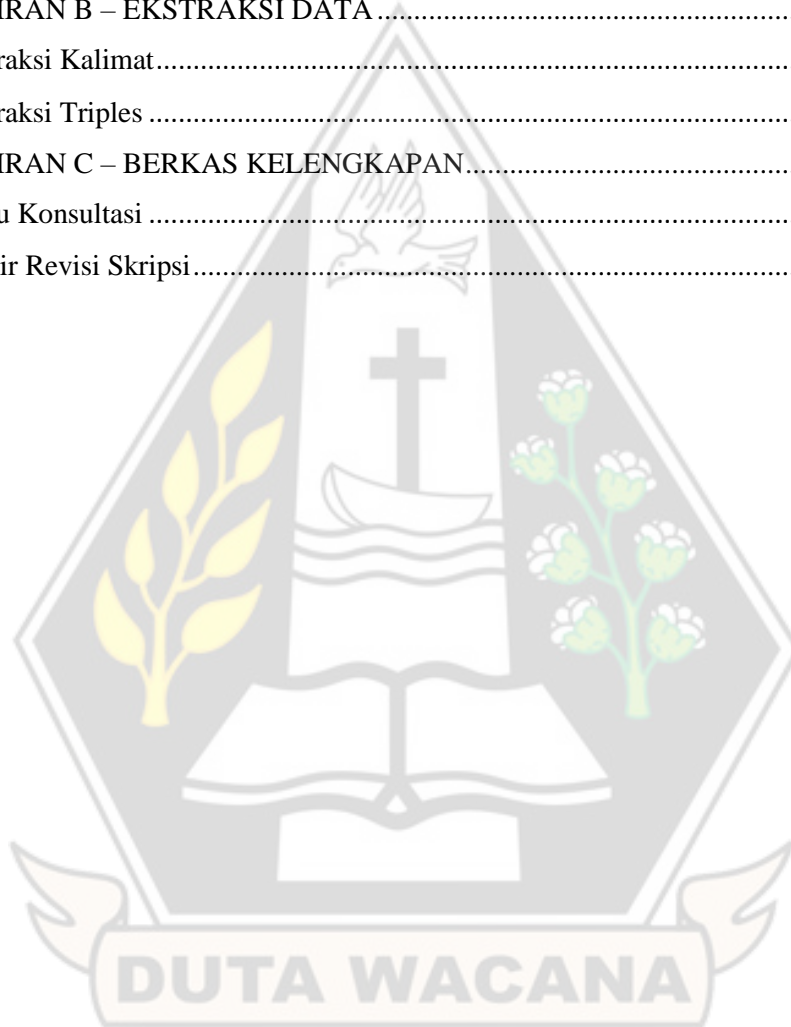 IRAN B – EKSTRAKSI DATA ..........................................................
raksi Kalimat ..........................................................................................
raksi Triples ...........................................................................................
IRAN C – BERKAS KELENGKAPAN .............................................
u Konsultasi ...........................................................................................
ir Revisi Skripsi .....................................................................................
DUTA WACANA